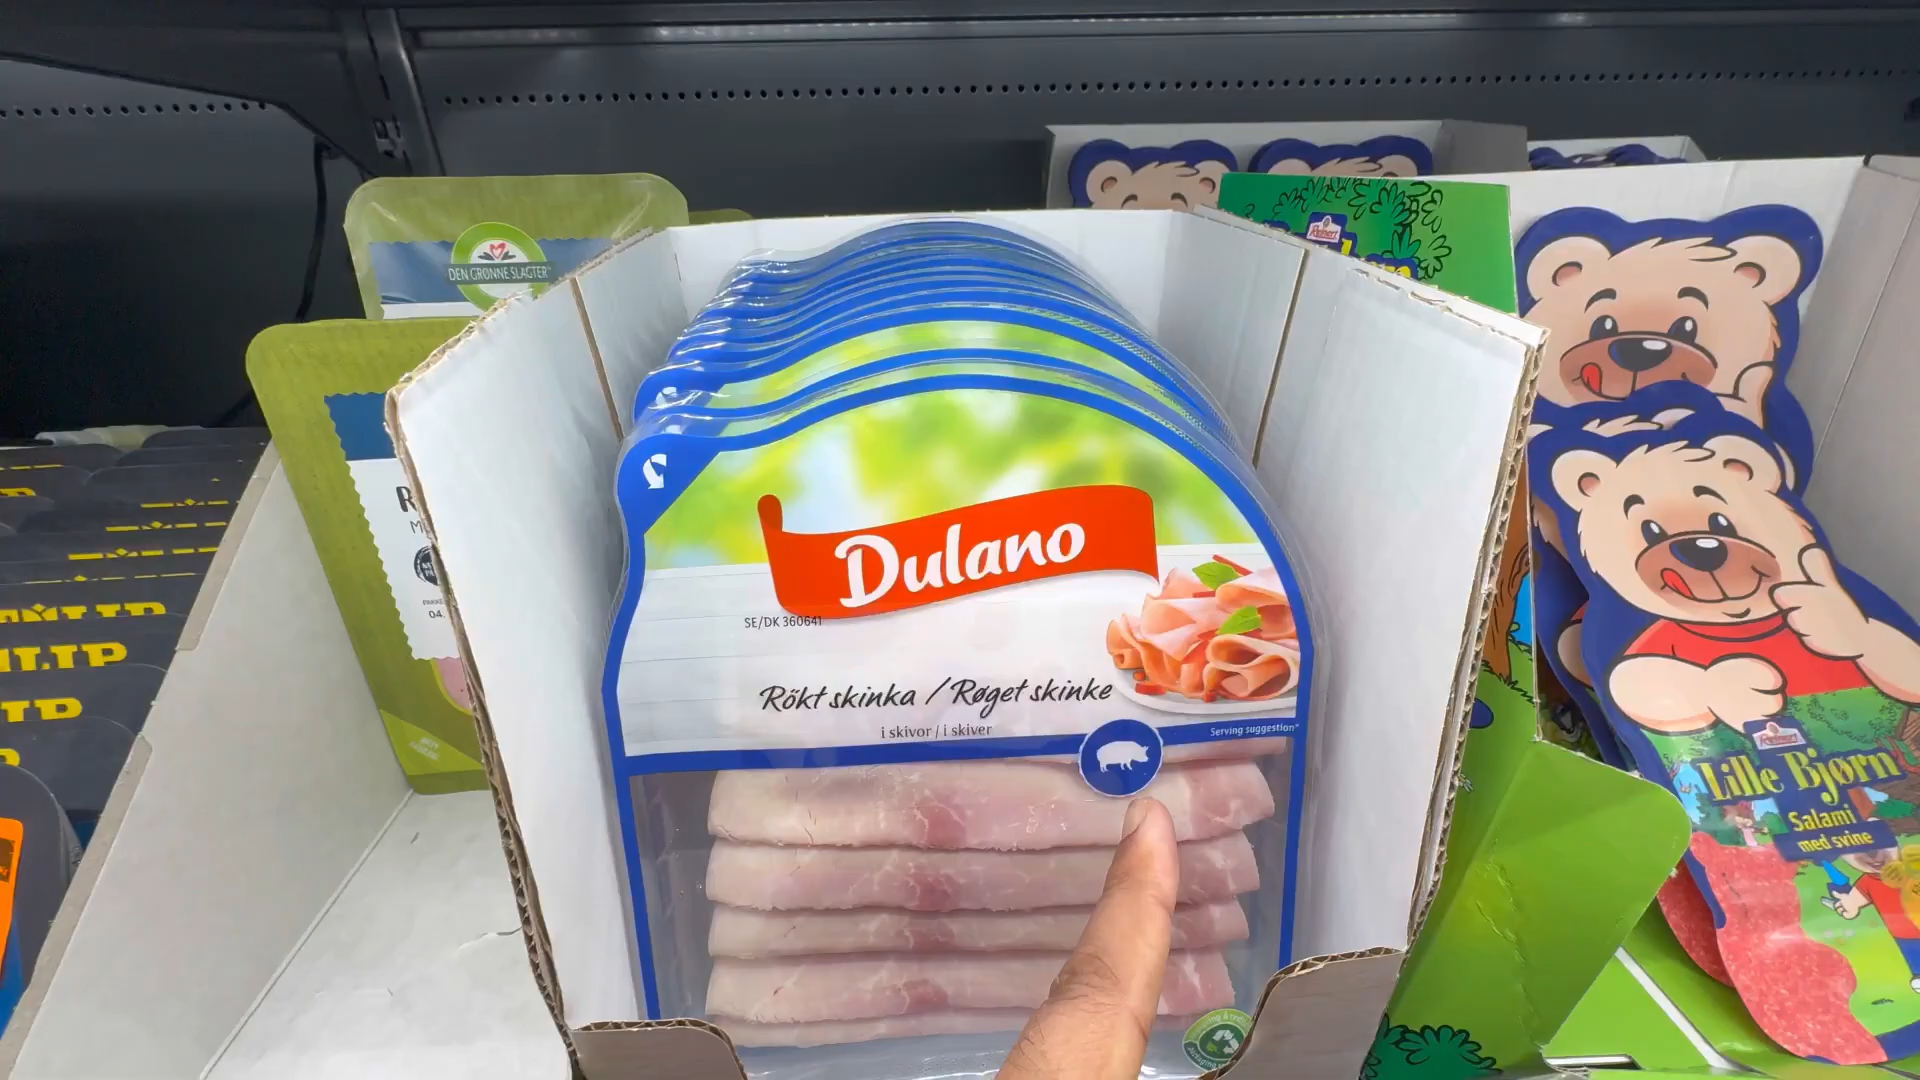 DEN GRØNNE SLAGTER
Dulano
SE/DK 360641
Rökt skinka / Røget skinke
i skivor / i skiver
Serving suggestion*
04.
Lille Bjørn
Salami
med svine